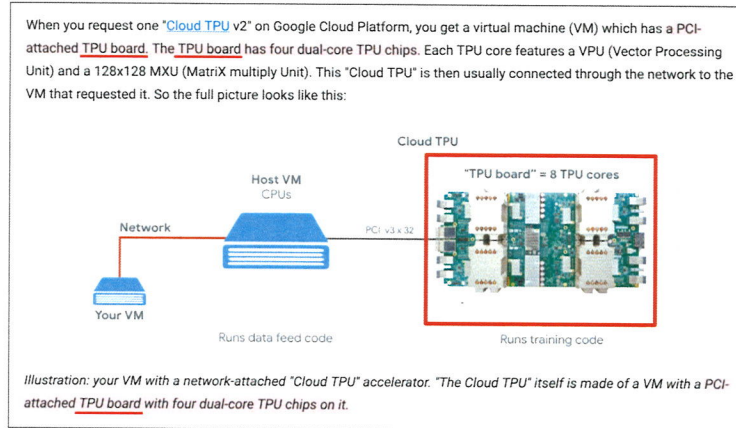 When you request one "Cloud TPU v2" on Google Cloud Platform, you get a virtual machine (VM) which has a PCI-
attached TPU board. The TPU board has four dual-core TPU chips. Each TPU core features a VPU (Vector Processing
Unit) and a 128x128 MXU (MatriX multiply Unit). This "Cloud TPU" is then usually connected through the network to the
VM that requested it. So the full picture looks like this:
Cloud TPU
"TPU board" = 8 TPU cores
Host VM
CPUs
Network
PCI v3 x 32
Your VM
Runs data feed code
Runs training code
Illustration: your VM with a network-attached "Cloud TPU" accelerator. "The Cloud TPU" itself is made of a VM with a PCI-
attached TPU board with four dual-core TPU chips on it.